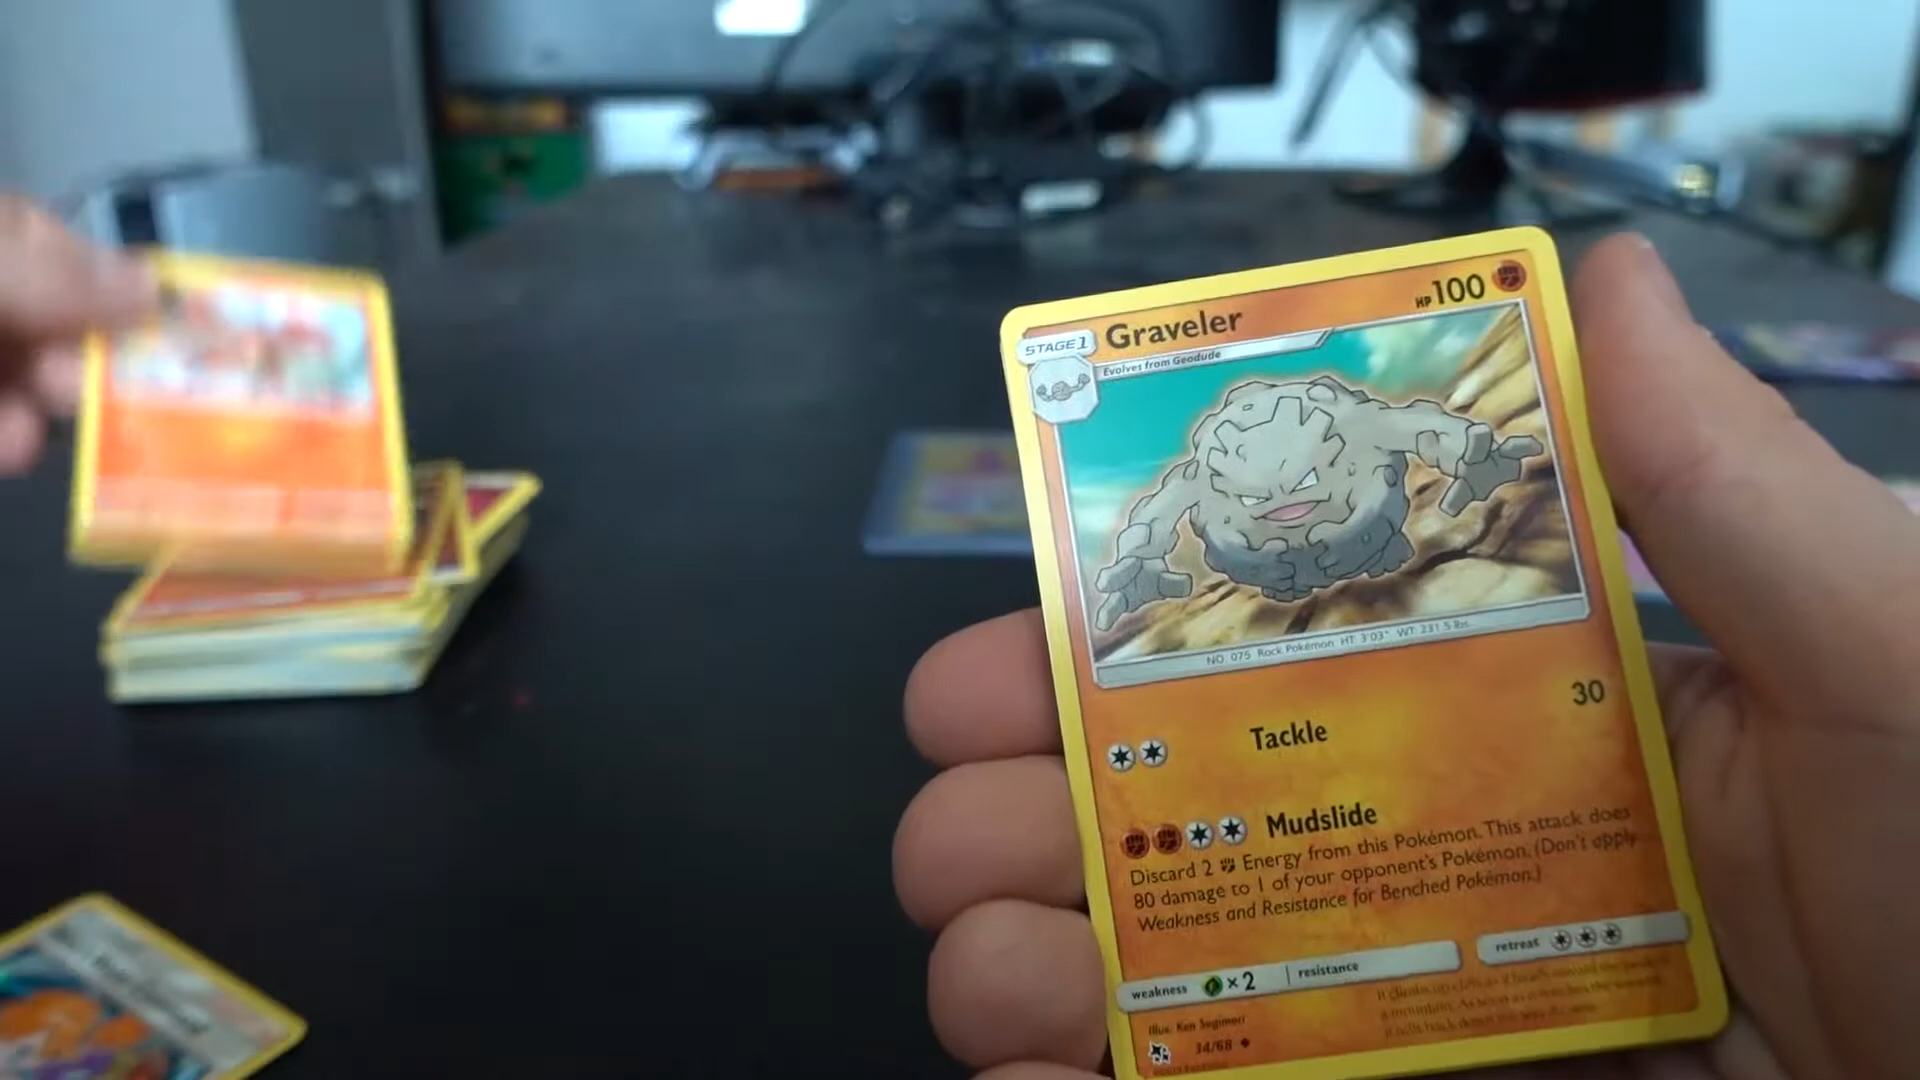 STAGE 1 Graveler HP 100
Evolves from Geodude
NO. 075 Rock Pokémon HT: 3'03" WT: 231.5 lbs.
Tackle 30
Mudslide
Discard 2 Energy from this Pokémon. This attack does
80 damage to 1 of your opponent's Pokémon. (Don't apply
Weakness and Resistance for Benched Pokémon.)
weakness ×2 resistance retreat
Illus. Ken Sugimori
34/68